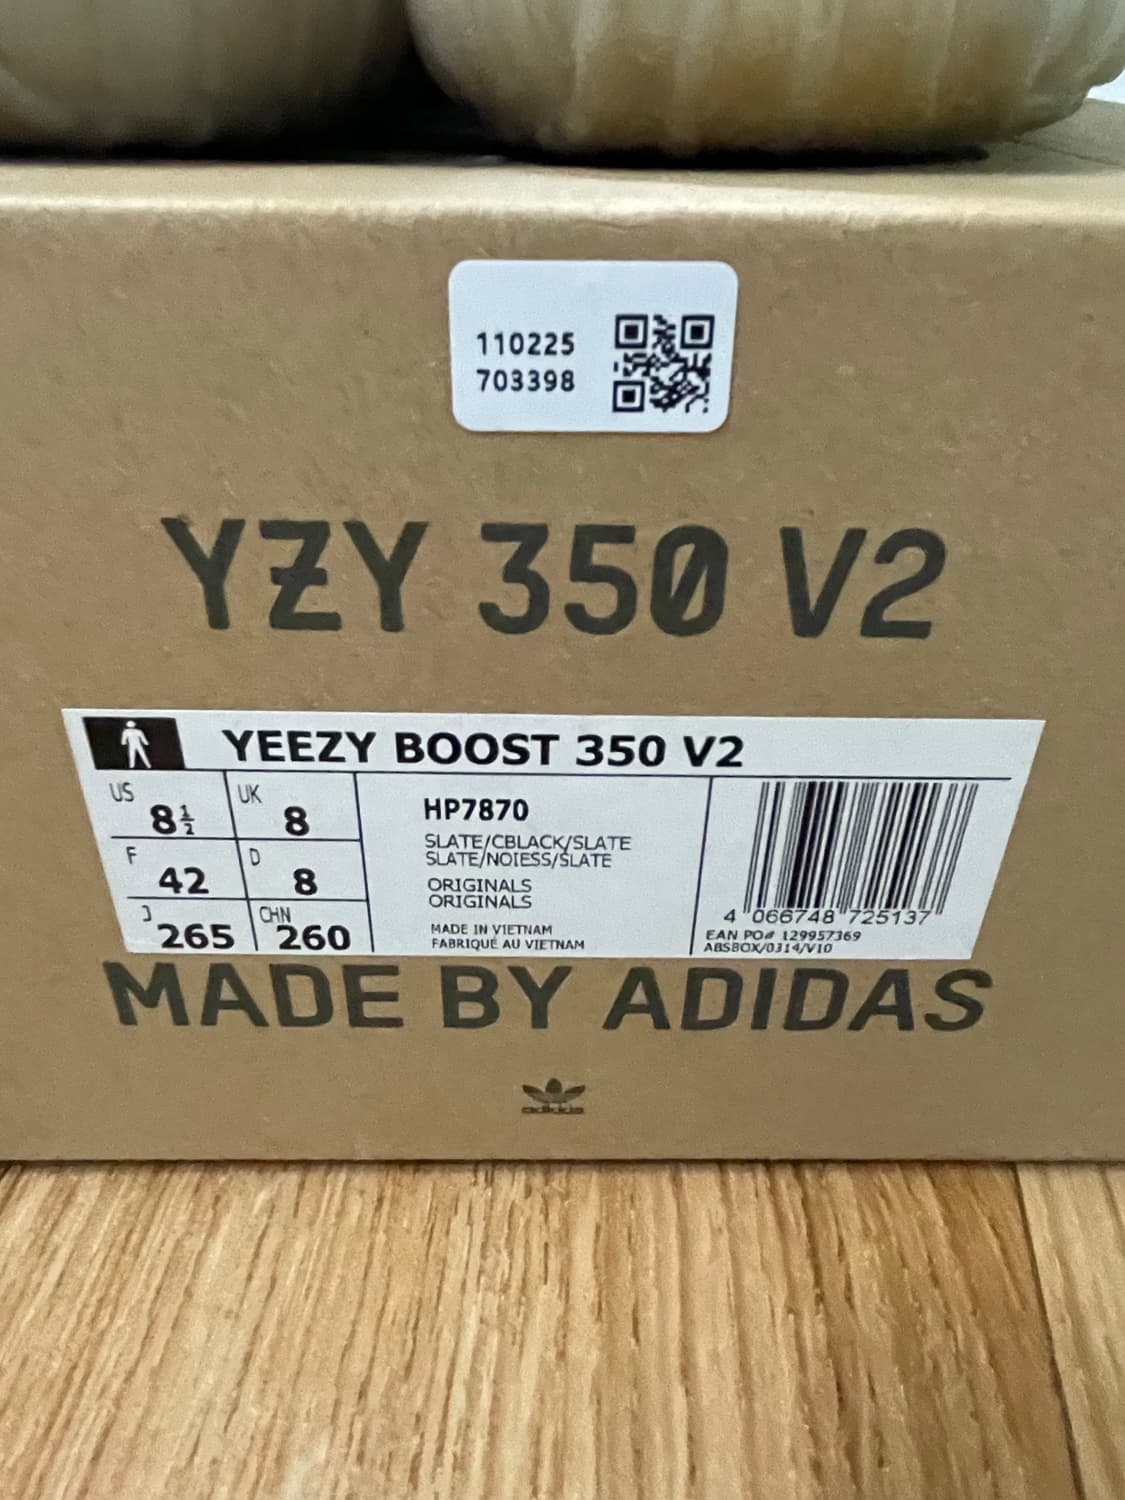 110225
703398
YZY 350 V2
YEEZY BOOST 350 V2
US 8½ UK 8
F 42 D 8
J 265 CHN 260
HP7870
SLATE/CBLACK/SLATE
SLATE/NOIESS/SLATE
ORIGINALS
ORIGINALS
MADE IN VIETNAM
FABRIQUÉ AU VIETNAM
4 066748 725137
EAN PO# 129957369
ABSBOX/0314/V10
MADE BY ADIDAS
adidas